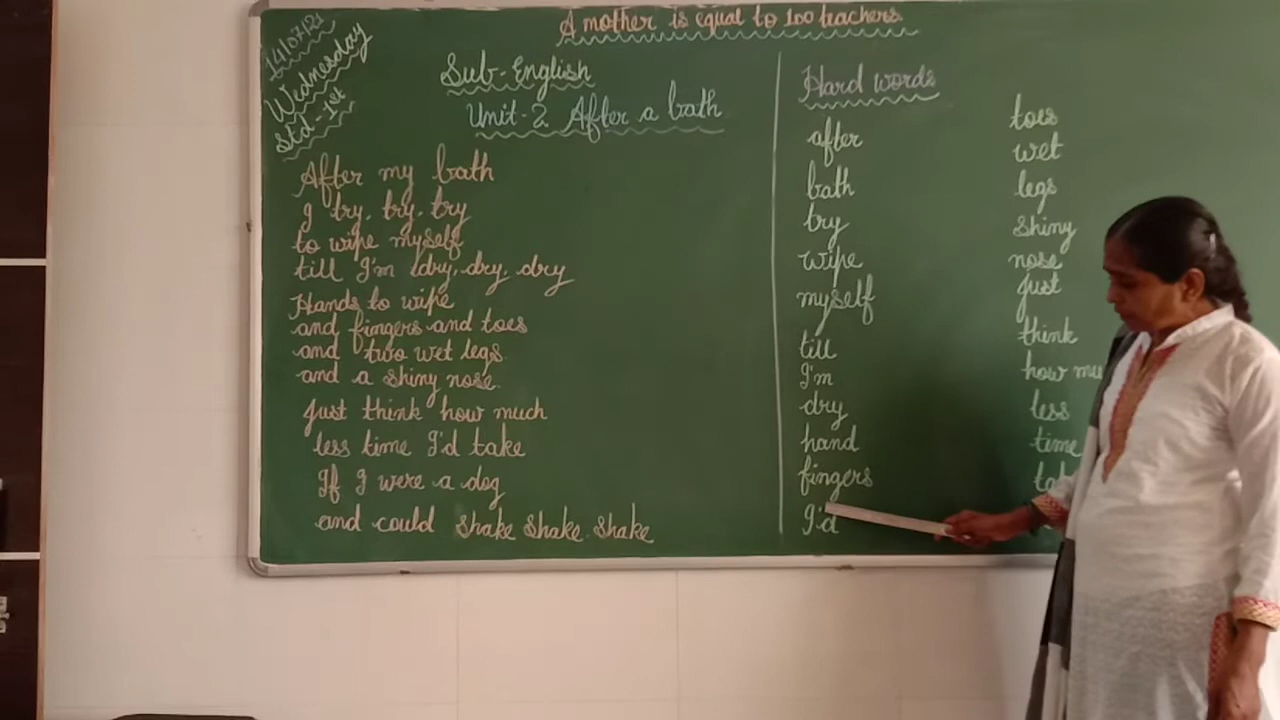 A mother is equal to 100 teachers.
14/07/21
Wednesday
Std-1st
Sub-English
Unit-2 After a bath
After my bath
I try, try, try
to wipe myself
till I'm dry, dry, dry
Hands to wipe
and fingers and toes
and two wet legs
and a shiny nose.
Just think how much
less time I'd take
If I were a dog
and could shake shake shake
Hard words
after
bath
try
wipe
myself
till
I'm
dry
hand
fingers
I'd
toes
wet
legs
shiny
nose
just
think
how
less
time